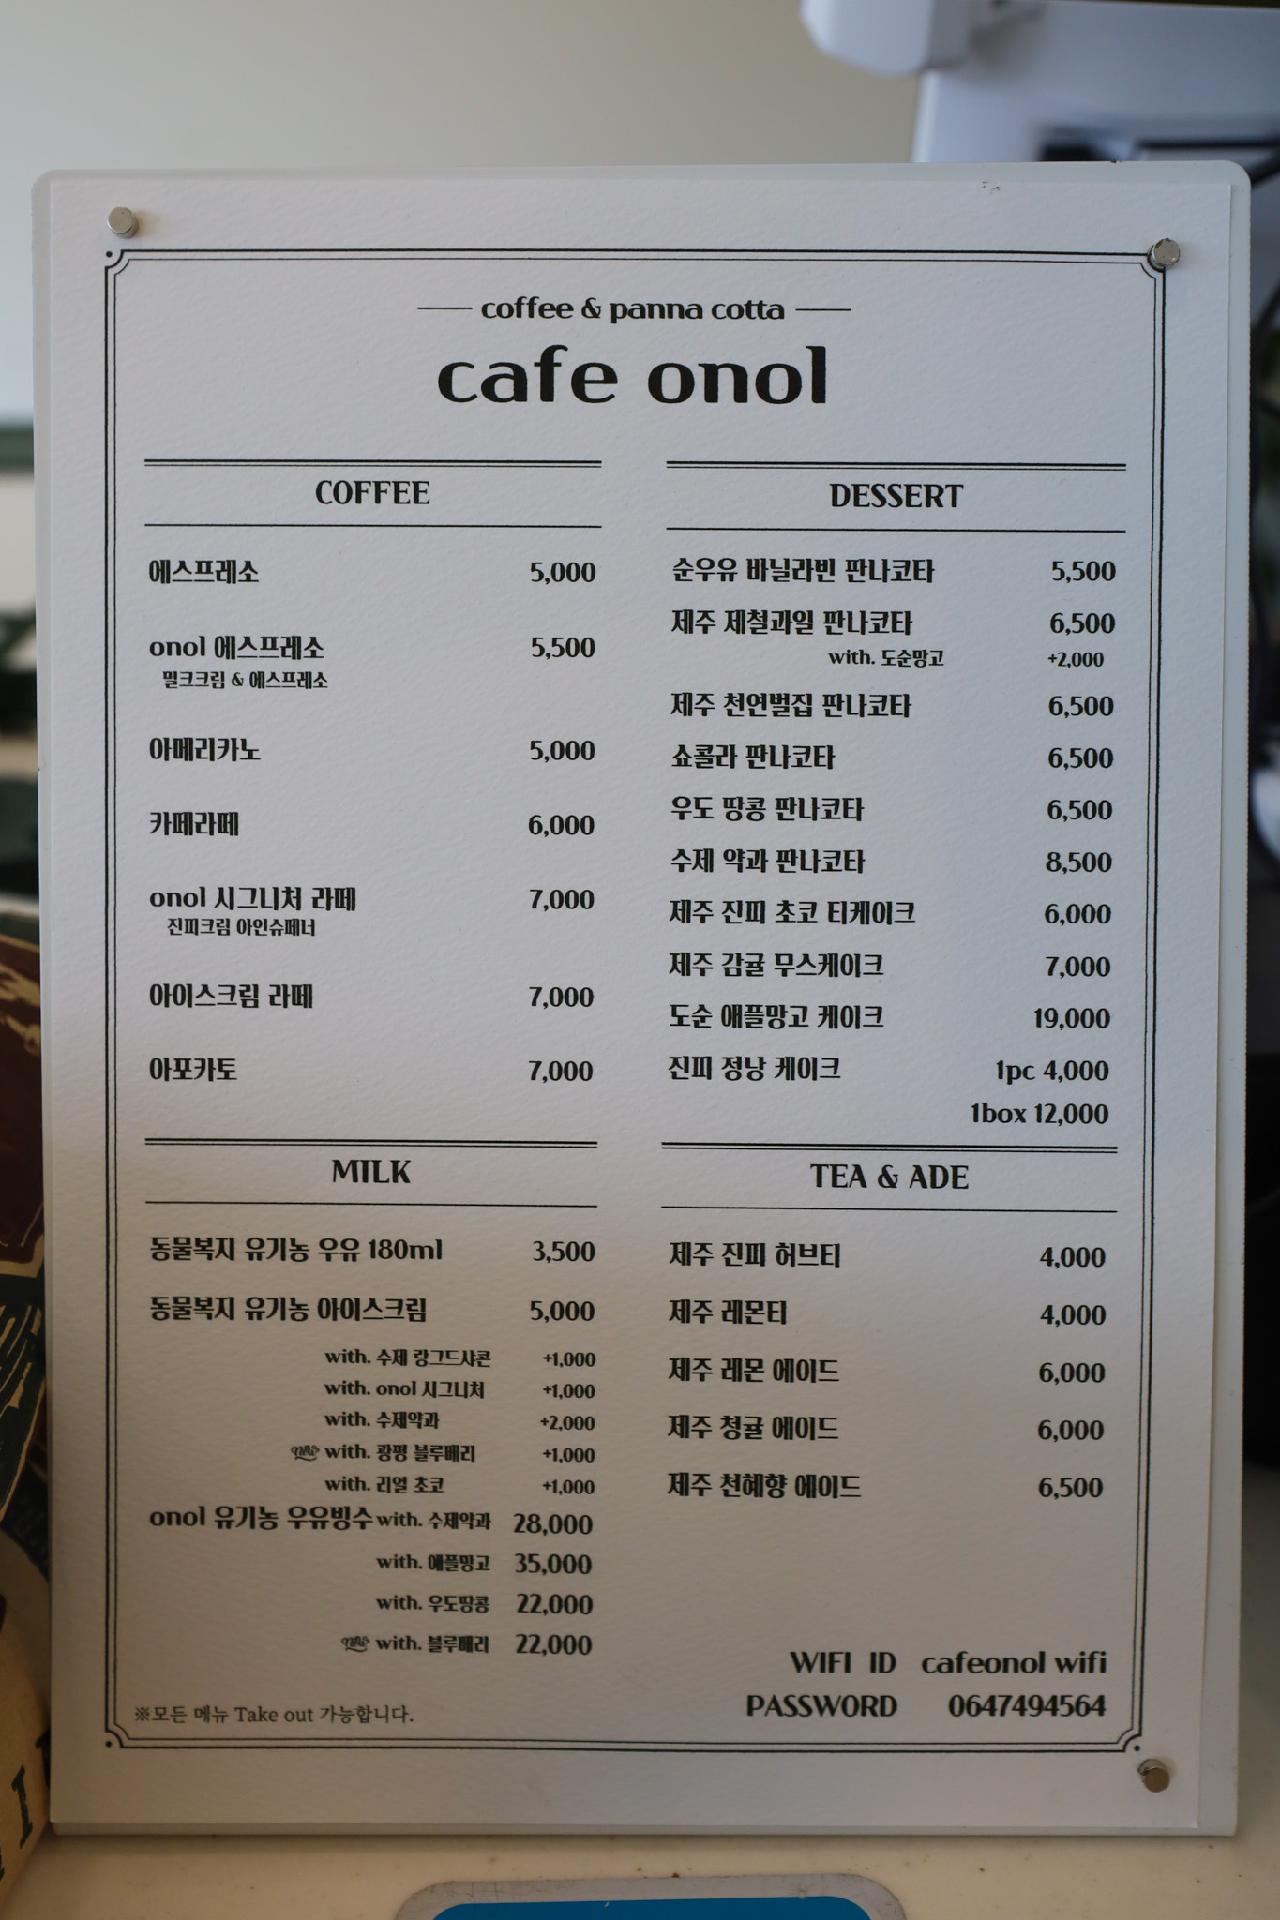 coffee & panna cotta
cafe onol
COFFEE
에스프레소 5,000
onol 에스프레소 5,500
밀크크림 & 에스프레소
아메리카노 5,000
카페라떼 6,000
onol 시그니처 라떼 7,000
진피크림 아인슈페너
아이스크림 라떼 7,000
아포카토 7,000
MILK
동물복지 유기농 우유 180ml 3,500
동물복지 유기농 아이스크림 5,000
with. 수제 랑그드샤콘 +1,000
with. onol 시그니처 +1,000
with. 수제약과 +2,000
with. 광평 블루베리 +1,000
with. 리얼 초코 +1,000
onol 유기농 우유빙수 with. 수제약과 28,000
with. 애플망고 35,000
with. 우도땅콩 22,000
with. 블루베리 22,000
※모든 메뉴 Take out 가능합니다.
DESSERT
순우유 바닐라빈 판나코타 5,500
제주 제철과일 판나코타 6,500
with. 도순망고 +2,000
제주 천연벌집 판나코타 6,500
쇼콜라 판나코타 6,500
우도 땅콩 판나코타 6,500
수제 약과 판나코타 8,500
제주 진피 초코 티케이크 6,000
제주 감귤 무스케이크 7,000
도순 애플망고 케이크 19,000
진피 정낭 케이크 1pc 4,000
1box 12,000
TEA & ADE
제주 진피 허브티 4,000
제주 레몬티 4,000
제주 레몬 에이드 6,000
제주 청귤 에이드 6,000
제주 천혜향 에이드 6,500
WIFI ID cafeonol wifi
PASSWORD 0647494564